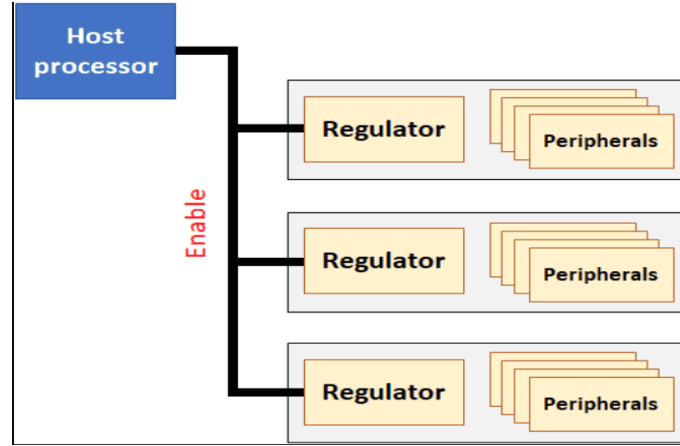 Host
processor
Regulator
Peripherals
Enable
Regulator
Peripherals
Regulator
Peripherals